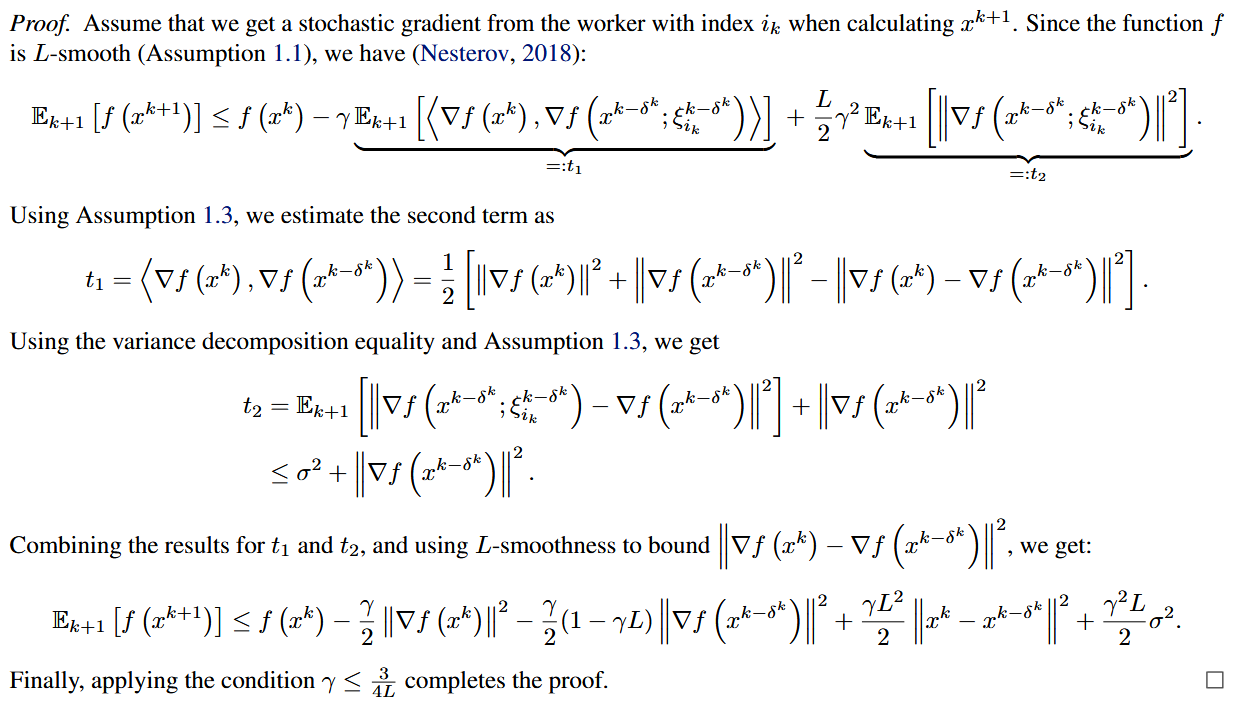 Proof. Assume that we get a stochastic gradient from the worker with index $i_k$ when calculating $x^{k+1}$. Since the function $f$
is $L$-smooth (Assumption 1.1), we have (Nesterov, 2018):
$$\mathbb{E}_{k+1}\left[f\left(x^{k+1}\right)\right] \leq f\left(x^k\right) - \gamma \underbrace{\mathbb{E}_{k+1}\left[\left\langle \nabla f\left(x^k\right), \nabla f\left(x^{k-\delta^k}; \xi_{i_k}^{k-\delta^k}\right)\right\rangle\right]}_{=:t_1} + \frac{L}{2}\gamma^2 \underbrace{\mathbb{E}_{k+1}\left[\left\|\nabla f\left(x^{k-\delta^k}; \xi_{i_k}^{k-\delta^k}\right)\right\|^2\right]}_{=:t_2}.$$
Using Assumption 1.3, we estimate the second term as
$$t_1 = \left\langle \nabla f\left(x^k\right), \nabla f\left(x^{k-\delta^k}\right)\right\rangle = \frac{1}{2}\left[\left\|\nabla f\left(x^k\right)\right\|^2 + \left\|\nabla f\left(x^{k-\delta^k}\right)\right\|^2 - \left\|\nabla f\left(x^k\right) - \nabla f\left(x^{k-\delta^k}\right)\right\|^2\right].$$
Using the variance decomposition equality and Assumption 1.3, we get
$$t_2 = \mathbb{E}_{k+1}\left[\left\|\nabla f\left(x^{k-\delta^k}; \xi_{i_k}^{k-\delta^k}\right) - \nabla f\left(x^{k-\delta^k}\right)\right\|^2\right] + \left\|\nabla f\left(x^{k-\delta^k}\right)\right\|^2$$
$$\leq \sigma^2 + \left\|\nabla f\left(x^{k-\delta^k}\right)\right\|^2.$$
Combining the results for $t_1$ and $t_2$, and using $L$-smoothness to bound $\left\|\nabla f\left(x^k\right) - \nabla f\left(x^{k-\delta^k}\right)\right\|^2$, we get:
$$\mathbb{E}_{k+1}\left[f\left(x^{k+1}\right)\right] \leq f\left(x^k\right) - \frac{\gamma}{2}\left\|\nabla f\left(x^k\right)\right\|^2 - \frac{\gamma}{2}(1 - \gamma L)\left\|\nabla f\left(x^{k-\delta^k}\right)\right\|^2 + \frac{\gamma L^2}{2}\left\|x^k - x^{k-\delta^k}\right\|^2 + \frac{\gamma^2 L}{2}\sigma^2.$$
Finally, applying the condition $\gamma \leq \frac{3}{4L}$ completes the proof. □